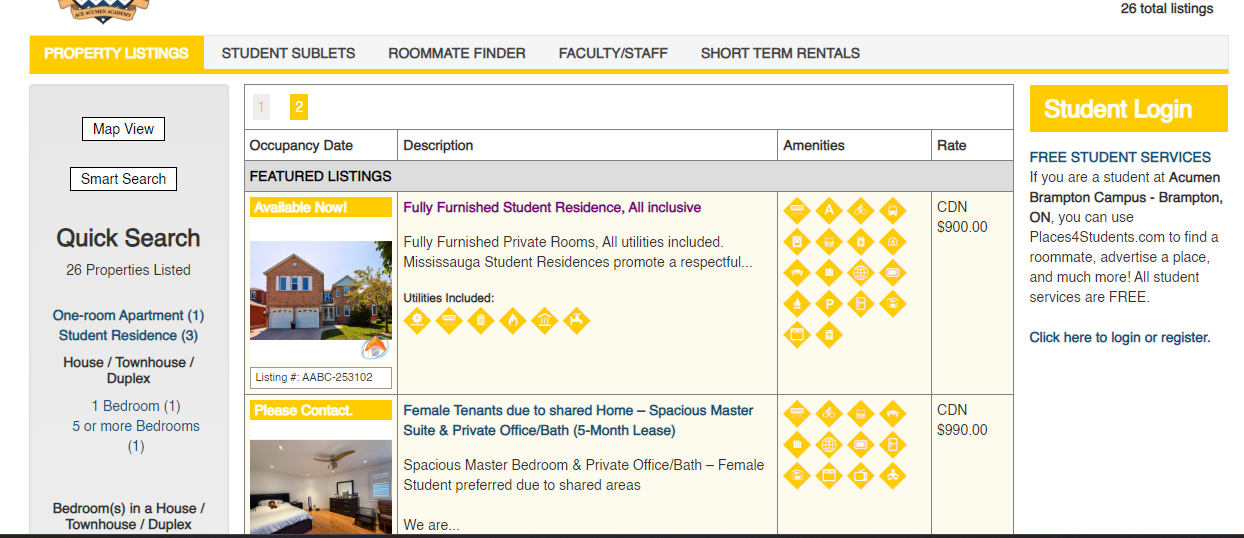 ACE ACUMEN ACADEMY
26 total listings
PROPERTY LISTINGS
STUDENT SUBLETS
ROOMMATE FINDER
FACULTY/STAFF
SHORT TERM RENTALS
Map View
Smart Search
Quick Search
26 Properties Listed
One-room Apartment (1)
Student Residence (3)
House / Townhouse /
Duplex
1 Bedroom (1)
5 or more Bedrooms
(1)
Bedroom(s) in a House /
Townhouse / Duplex
1
2
Occupancy Date
Description
Amenities
Rate
FEATURED LISTINGS
Available Now!
Listing #: AABC-253102
Fully Furnished Student Residence, All inclusive
Fully Furnished Private Rooms, All utilities included.
Mississauga Student Residences promote a respectful...
Utilities Included:
A
P
CDN
$900.00
Please Contact.
Female Tenants due to shared Home – Spacious Master
Suite & Private Office/Bath (5-Month Lease)
Spacious Master Bedroom & Private Office/Bath – Female
Student preferred due to shared areas
We are...
CDN
$990.00
Student Login
FREE STUDENT SERVICES
If you are a student at Acumen
Brampton Campus - Brampton,
ON, you can use
Places4Students.com to find a
roommate, advertise a place,
and much more! All student
services are FREE.
Click here to login or register.